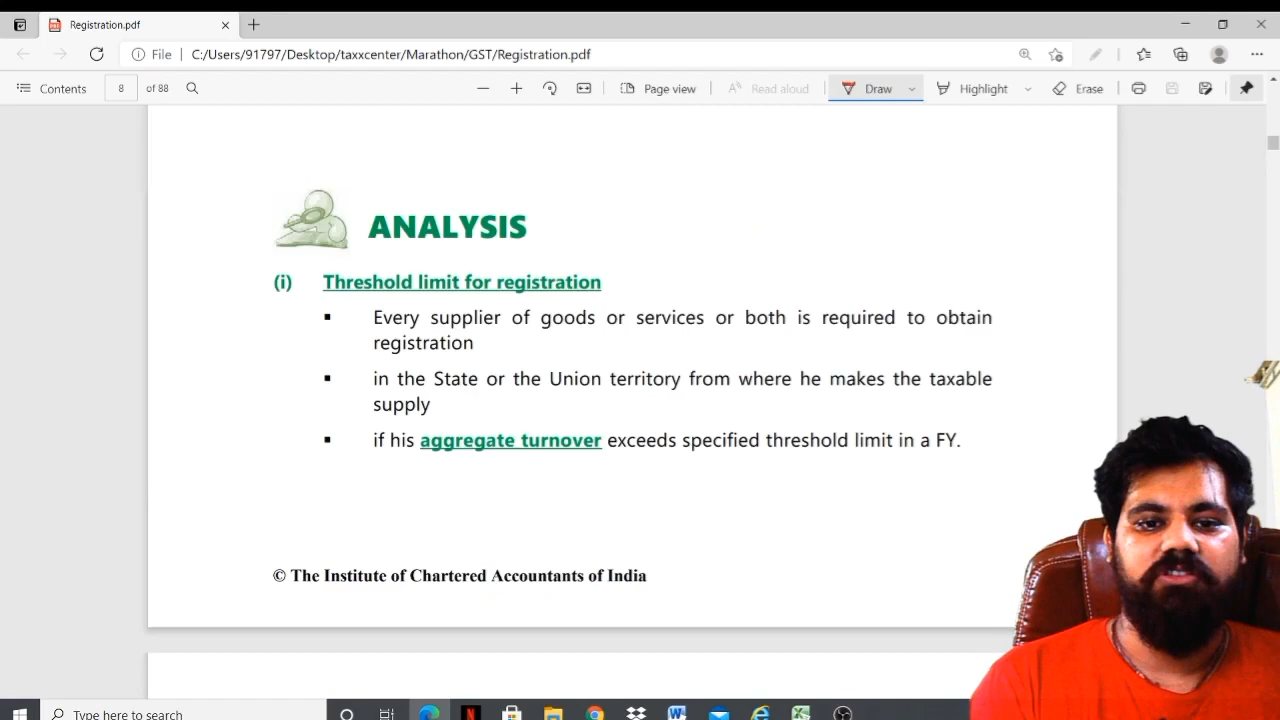 Registration.pdf
File | C:/Users/91797/Desktop/taxxcenter/Marathon/GST/Registration.pdf
Contents 8 of 88 Page view Read aloud Draw Highlight Erase
ANALYSIS
(i) Threshold limit for registration
▪ Every supplier of goods or services or both is required to obtain
registration
▪ in the State or the Union territory from where he makes the taxable
supply
▪ if his aggregate turnover exceeds specified threshold limit in a FY.
© The Institute of Chartered Accountants of India
Type here to search